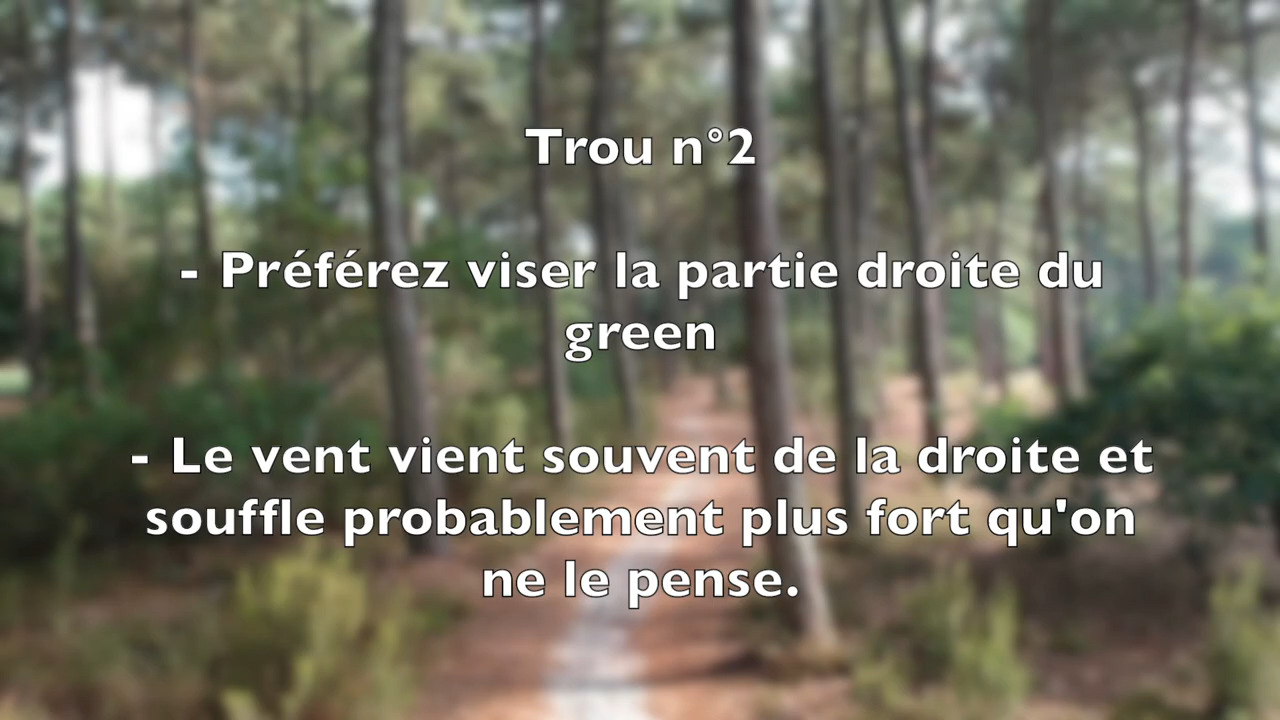 Trou n°2
- Préférez viser la partie droite du
green
- Le vent vient souvent de la droite et
souffle probablement plus fort qu'on
ne le pense.